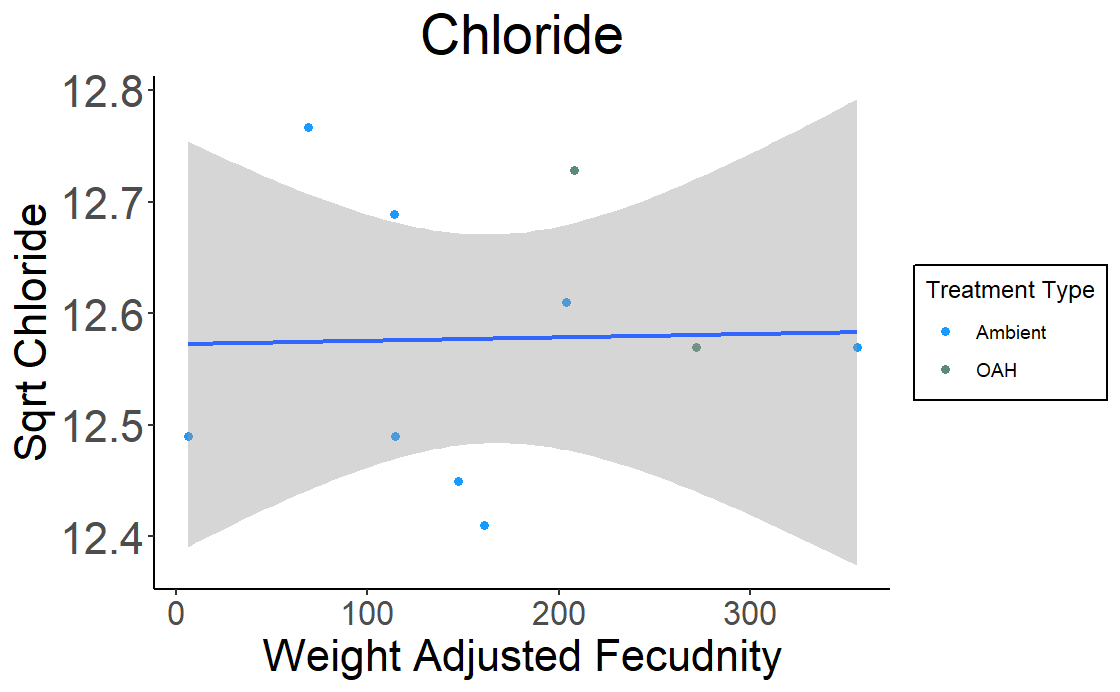 Chloride
12.8
12.7
12.6
12.5
12.4
Sqrt Chloride
0 100 200 300
Weight Adjusted Fecudnity
Treatment Type
Ambient
OAH